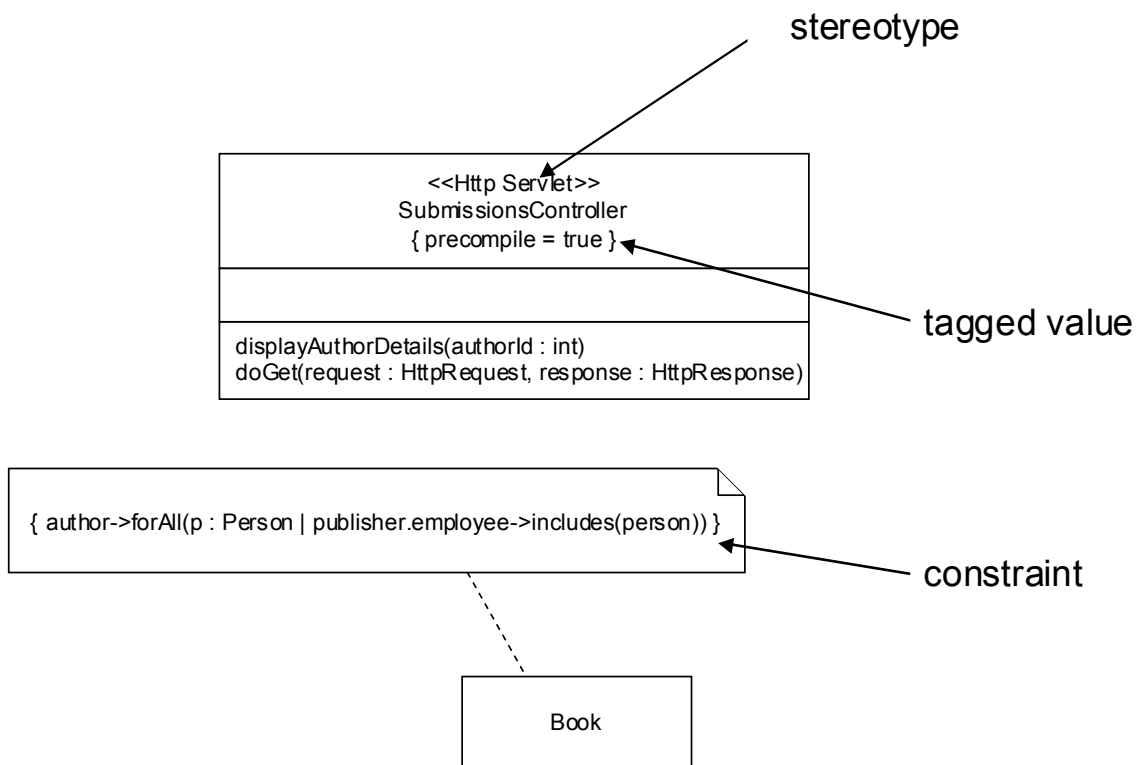 stereotype
<<Http Servlet>>
SubmissionsController
{ precompile = true }
tagged value
displayAuthorDetails(authorId : int)
doGet(request : HttpRequest, response : HttpResponse)
{ author->forAll(p : Person | publisher.employee->includes(person)) }
constraint
Book